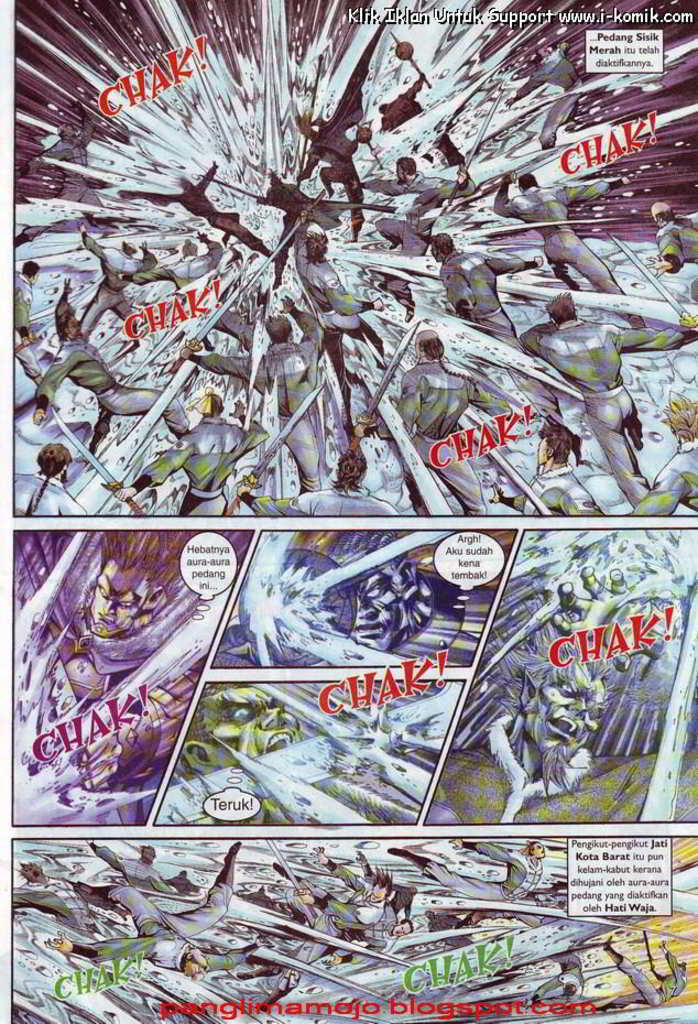 Klik Iklan Untuk Support www.i-komik.com
...Pedang Sisik
Merah itu telah
diaktifkannya.
CHAK!
CHAK!
CHAK!
CHAK!
Hebatnya
aura-aura
pedang
ini...
CHAK!
Argh!
Aku sudah
kena
tembak!
CHAK!
Teruk!
CHAK!
Pengikut-pengikut Jati
Kota Barat itu pun
kelam-kabut kerana
dihujani oleh aura-aura
pedang yang diaktifkan
oleh Hati Waja.
CHAK!
CHAK!
panglimamojo.blogspot.com